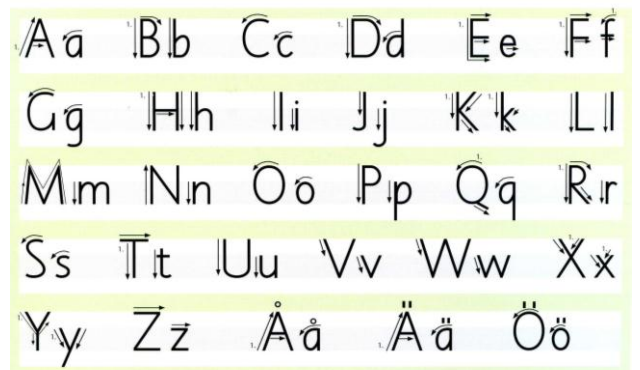 Aa Bb Cc Dd Ee Ff
Gg Hh Ii Jj Kk Ll
Mm Nn Oo Pp Qq Rr
Ss Tt Uu Vv Ww Xx
Yy Zz Åå Ää Öö